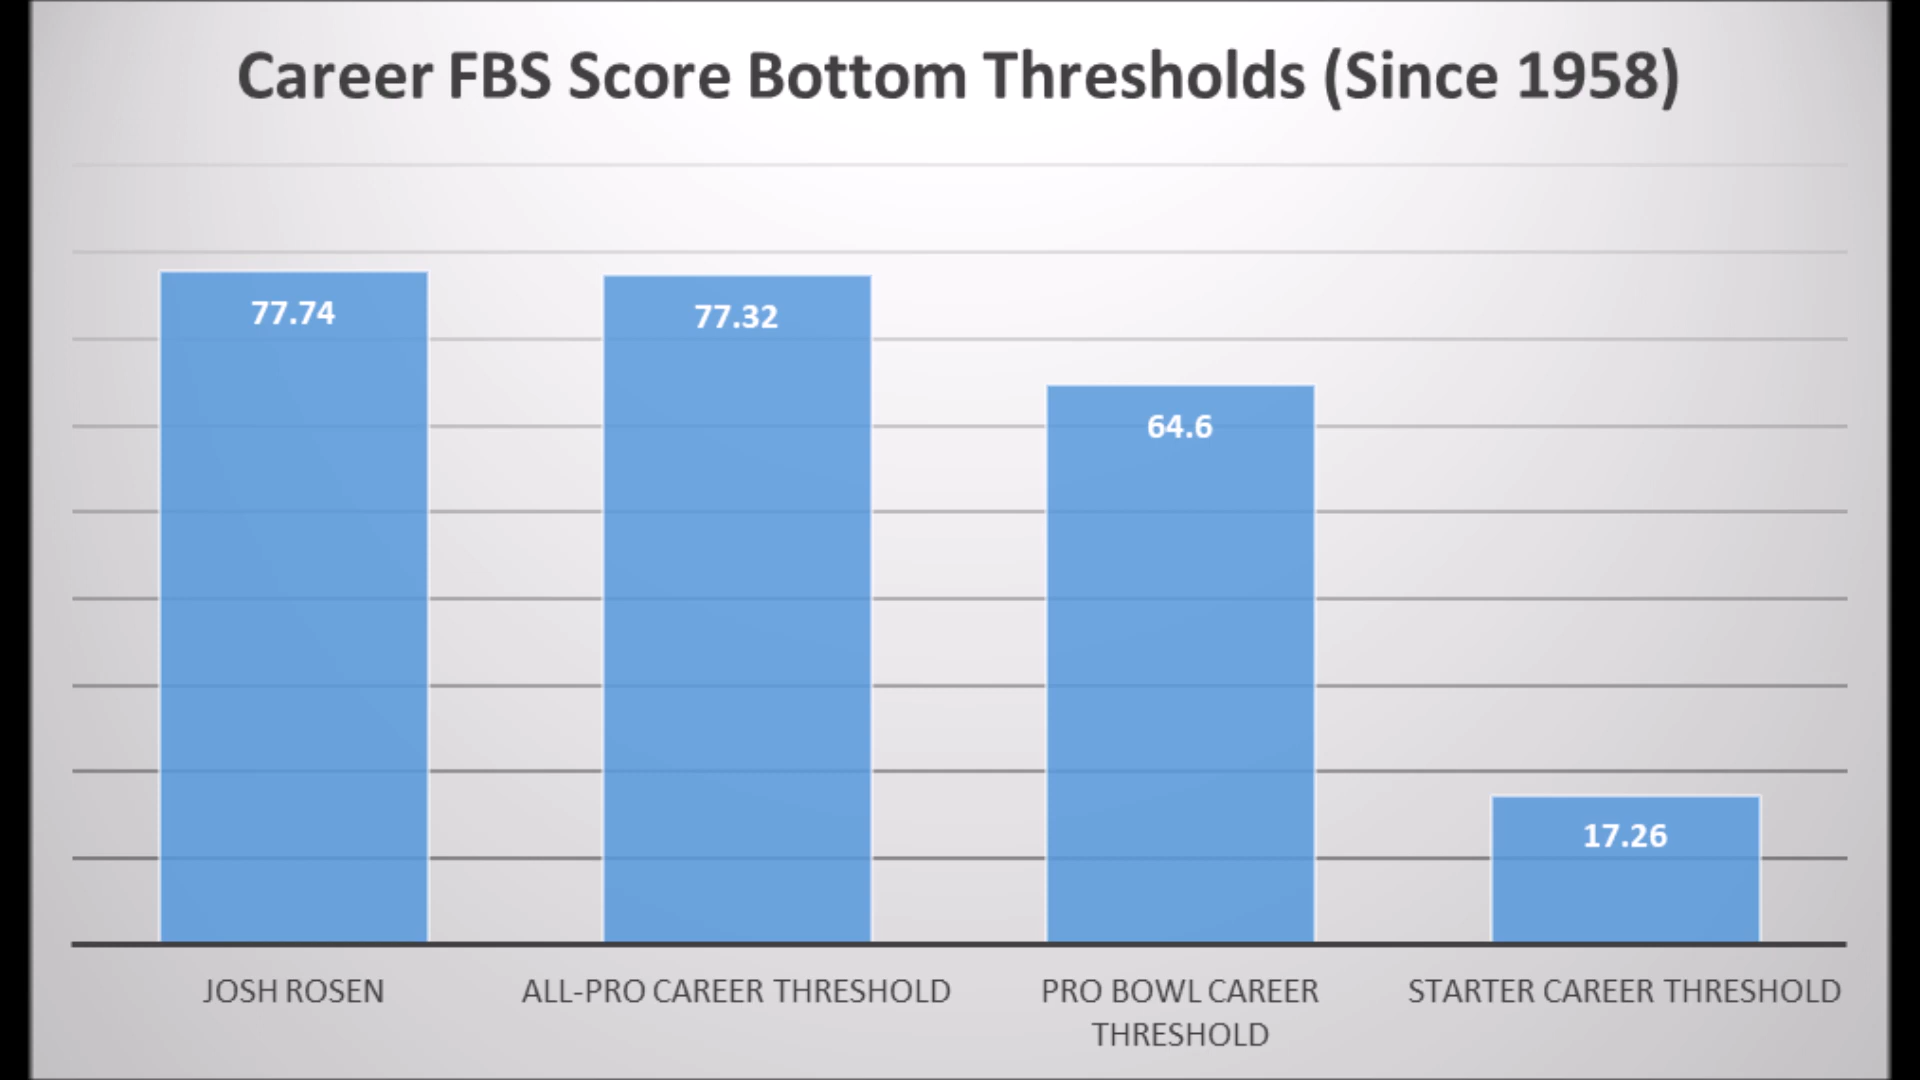 Career FBS Score Bottom Thresholds (Since 1958)
77.74
77.32
64.6
17.26
JOSH ROSEN
ALL-PRO CAREER THRESHOLD
PRO BOWL CAREER
THRESHOLD
STARTER CAREER THRESHOLD